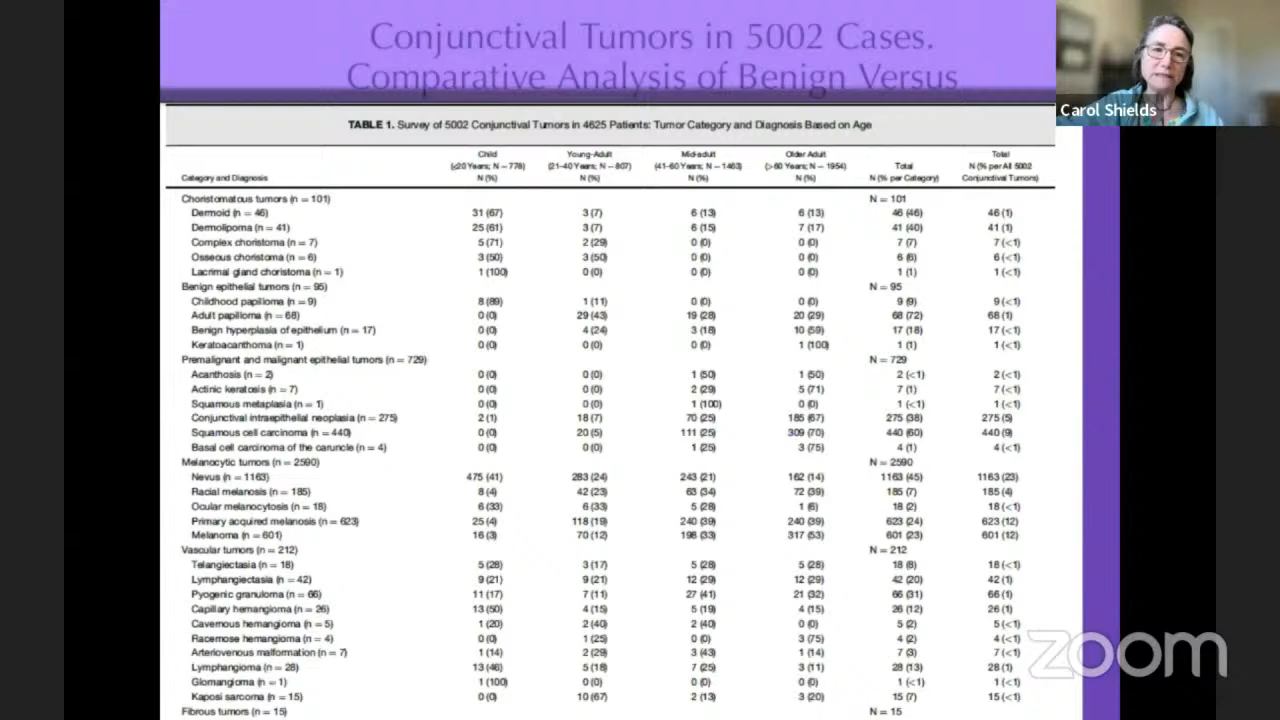 Conjunctival Tumors in 5002 Cases.
Comparative Analysis of Benign Versus
Carol Shields
TABLE 1. Survey of 5002 Conjunctival Tumors in 4625 Patients: Tumor Category and Diagnosis Based on Age
Child Young-Adult Mid-adult Older Adult Total
(≤20 Years; N = 778) (21-40 Years; N = 807) (41-60 Years; N = 1463) (>60 Years; N = 1954) Total N (% per All 5002
Category and Diagnosis N (%) N (%) N (%) N (%) N (% per Category) Conjunctival Tumors)
Choristomatous tumors (n = 101) N = 101
Dermoid (n = 46) 31 (67) 3 (7) 6 (13) 6 (13) 46 (46) 46 (1)
Dermolipoma (n = 41) 25 (61) 3 (7) 6 (15) 7 (17) 41 (40) 41 (1)
Complex choristoma (n = 7) 5 (71) 2 (29) 0 (0) 0 (0) 7 (7) 7 (<1)
Osseous choristoma (n = 6) 3 (50) 3 (50) 0 (0) 0 (0) 6 (6) 6 (<1)
Lacrimal gland choristoma (n = 1) 1 (100) 0 (0) 0 (0) 0 (0) 1 (1) 1 (<1)
Benign epithelial tumors (n = 95) N = 95
Childhood papilloma (n = 9) 8 (89) 1 (11) 0 (0) 0 (0) 9 (9) 9 (<1)
Adult papilloma (n = 68) 0 (0) 29 (43) 19 (28) 20 (29) 68 (72) 68 (1)
Benign hyperplasia of epithelium (n = 17) 0 (0) 4 (24) 3 (18) 10 (59) 17 (18) 17 (<1)
Keratoacanthoma (n = 1) 0 (0) 0 (0) 0 (0) 1 (100) 1 (1) 1 (<1)
Premalignant and malignant epithelial tumors (n = 729) N = 729
Acanthosis (n = 2) 0 (0) 0 (0) 1 (50) 1 (50) 2 (<1) 2 (<1)
Actinic keratosis (n = 7) 0 (0) 0 (0) 2 (29) 5 (71) 7 (1) 7 (<1)
Squamous metaplasia (n = 1) 0 (0) 0 (0) 1 (100) 0 (0) 1 (<1) 1 (<1)
Conjunctival intraepithelial neoplasia (n = 275) 2 (1) 18 (7) 70 (25) 185 (67) 275 (38) 275 (5)
Squamous cell carcinoma (n = 440) 0 (0) 20 (5) 111 (25) 309 (70) 440 (60) 440 (9)
Basal cell carcinoma of the caruncle (n = 4) 0 (0) 0 (0) 1 (25) 3 (75) 4 (1) 4 (<1)
Melanocytic tumors (n = 2590) N = 2590
Nevus (n = 1163) 475 (41) 283 (24) 243 (21) 162 (14) 1163 (45) 1163 (23)
Racial melanosis (n = 185) 8 (4) 42 (23) 63 (34) 72 (39) 185 (7) 185 (4)
Ocular melanocytosis (n = 18) 6 (33) 6 (33) 5 (28) 1 (6) 18 (2) 18 (<1)
Primary acquired melanosis (n = 623) 25 (4) 118 (19) 240 (39) 240 (39) 623 (24) 623 (12)
Melanoma (n = 601) 16 (3) 70 (12) 198 (33) 317 (53) 601 (23) 601 (12)
Vascular tumors (n = 212) N = 212
Telangiectasia (n = 18) 5 (28) 3 (17) 5 (28) 5 (28) 18 (8) 18 (<1)
Lymphangiectasia (n = 42) 9 (21) 9 (21) 12 (29) 12 (29) 42 (20) 42 (1)
Pyogenic granuloma (n = 66) 11 (17) 7 (11) 27 (41) 21 (32) 66 (31) 66 (1)
Capillary hemangioma (n = 26) 13 (50) 4 (15) 5 (19) 4 (15) 26 (12) 26 (1)
Cavernous hemangioma (n = 5) 1 (20) 2 (40) 2 (40) 0 (0) 5 (2) 5 (<1)
Racemose hemangioma (n = 4) 0 (0) 1 (25) 0 (0) 3 (75) 4 (2) 4 (<1)
Arteriovenous malformation (n = 7) 1 (14) 2 (29) 3 (43) 1 (14) 7 (3) 7 (<1)
Lymphangioma (n = 28) 13 (46) 5 (18) 7 (25) 3 (11) 28 (13) 28 (1)
Glomangioma (n = 1) 1 (100) 0 (0) 0 (0) 0 (0) 1 (<1) 1 (<1)
Kaposi sarcoma (n = 15) 0 (0) 10 (67) 2 (13) 3 (20) 15 (7) 15 (<1)
Fibrous tumors (n = 15) N = 15
zoom